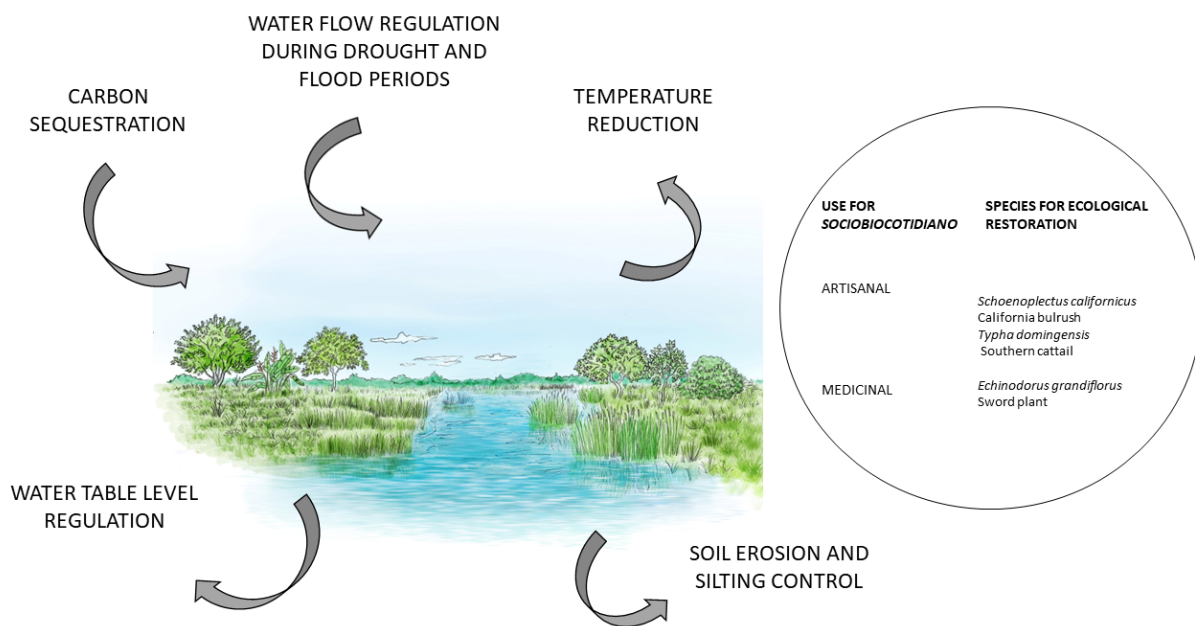 WATER FLOW REGULATION
DURING DROUGHT AND
FLOOD PERIODS
CARBON
SEQUESTRATION
TEMPERATURE
REDUCTION
USE FOR
SOCIOBIOCOTIDIANO
SPECIES FOR ECOLOGICAL
RESTORATION
ARTISANAL
Schoenoplectus californicus
California bulrush
Typha domingensis
Southern cattail
MEDICINAL
Echinodorus grandiflorus
Sword plant
WATER TABLE LEVEL
REGULATION
SOIL EROSION AND
SILTING CONTROL